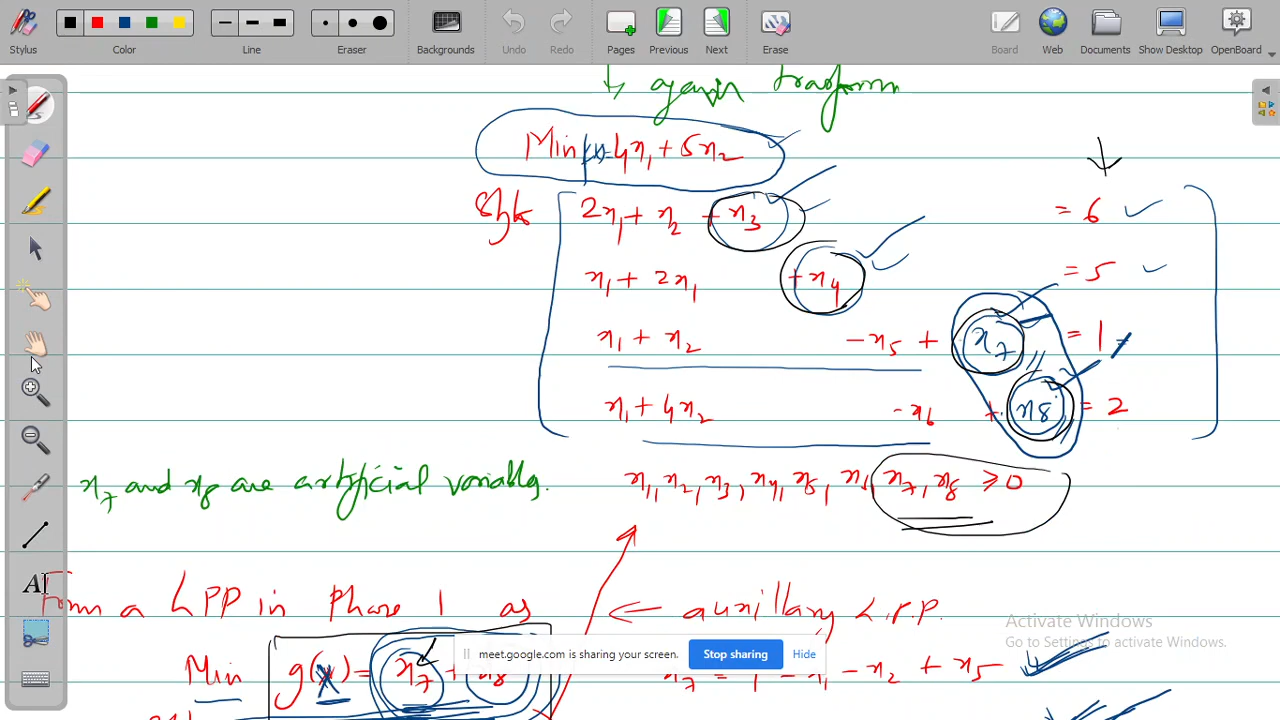 Stylus Color Line Eraser Backgrounds Undo Redo Pages Previous Next Erase Board Web Documents Show Desktop OpenBoard
↓ again trasform
Min f(x)=4x1 + 5x2
2x1 + x2 + x3 = 6
x1 + 2x1 + x4 = 5
x1 + x2 - x5 + x7 = 1
x1 + 4x2 - x6 + x8 = 2
x7 and x8 are artificial variables.
x1, x2, x3, x4, x5, x6, x7, x8 ≥ 0
Form a LPP in Phase 1 as ← auxillary L.P.P.
Activate Windows
Go to Settings to activate Windows.
meet.google.com is sharing your screen. Stop sharing Hide
Min g(x) = x7 + x8
x7 = 1 - x1 - x2 + x5